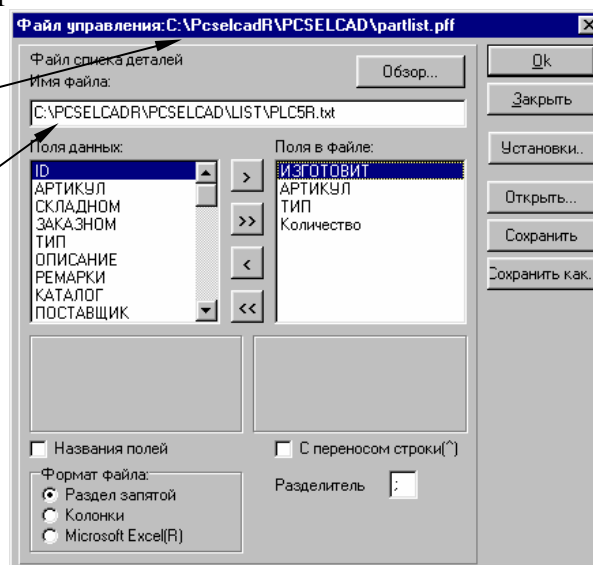 Файл управления:C:\PcselcadR\PCSELCAD\partlist.pff
Файл списка деталей
Имя файла:
Обзор...
C:\PCSELCADR\PCSELCAD\LIST\PLC5R.txt
Поля данных:
ID
АРТИКУЛ
СКЛАДНОМ
ЗАКАЗНОМ
ТИП
ОПИСАНИЕ
РЕМАРКИ
КАТАЛОГ
ПОСТАВЩИК
>
>>
<
<<
Поля в файле:
ИЗГОТОВИТ
АРТИКУЛ
ТИП
Количество
Названия полей
С переносом строки(^)
Формат файла:
Раздел запятой
Колонки
Microsoft Excel(R)
Разделитель ;
Ok
Закрыть
Установки..
Открыть...
Сохранить
Сохранить как.